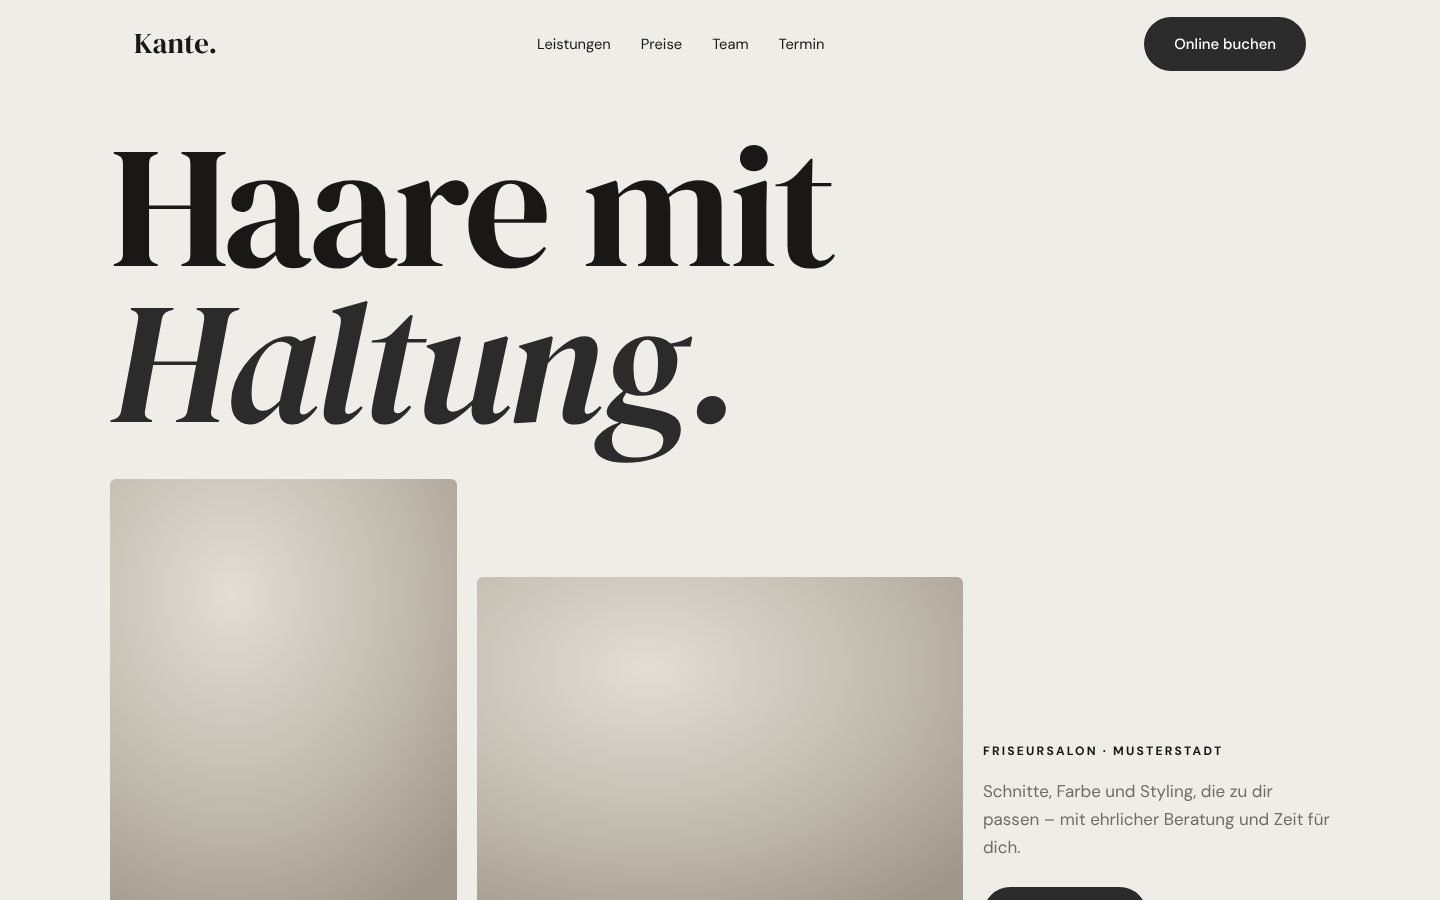 Kante.
Leistungen Preise Team Termin
Online buchen
Haare mit
Haltung.
FRISEURSALON · MUSTERSTADT
Schnitte, Farbe und Styling, die zu dir
passen – mit ehrlicher Beratung und Zeit für
dich.